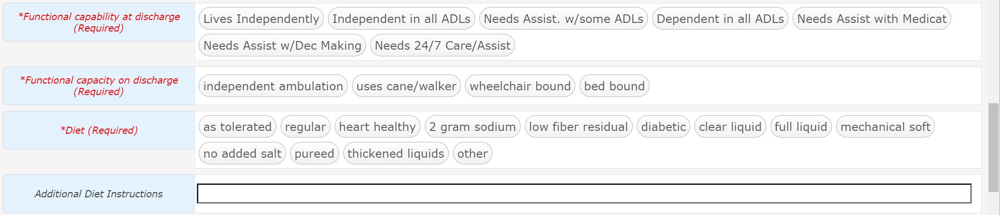 *Functional capability at discharge
(Required)
Lives Independently Independent in all ADLs Needs Assist. w/some ADLs Dependent in all ADLs Needs Assist with Medicat
Needs Assist w/Dec Making Needs 24/7 Care/Assist
*Functional capacity on discharge
(Required)
independent ambulation uses cane/walker wheelchair bound bed bound
*Diet (Required)
as tolerated regular heart healthy 2 gram sodium low fiber residual diabetic clear liquid full liquid mechanical soft
no added salt pureed thickened liquids other
Additional Diet Instructions